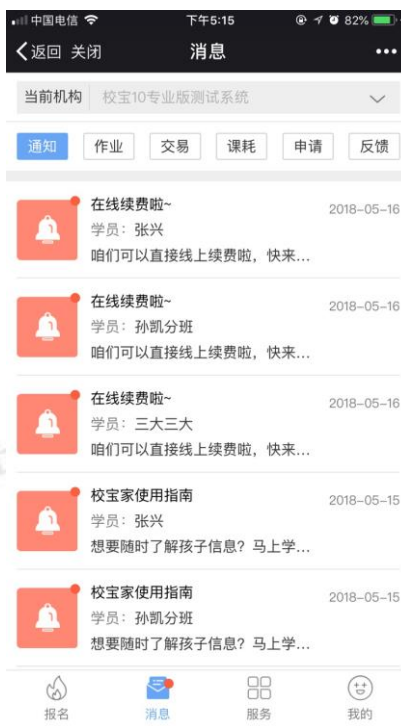 中国电信 下午5:15 82%
返回 关闭 消息
当前机构 校宝10专业版测试系统
通知 作业 交易 课耗 申请 反馈
在线续费啦~ 2018-05-16
学员：张兴
咱们可以直接线上续费啦，快来...
在线续费啦~ 2018-05-16
学员：孙凯分班
咱们可以直接线上续费啦，快来...
在线续费啦~ 2018-05-16
学员：三大三大
咱们可以直接线上续费啦，快来...
校宝家使用指南 2018-05-15
学员：张兴
想要随时了解孩子信息？马上学...
校宝家使用指南 2018-05-15
学员：孙凯分班
想要随时了解孩子信息？马上学...
报名 消息 服务 我的